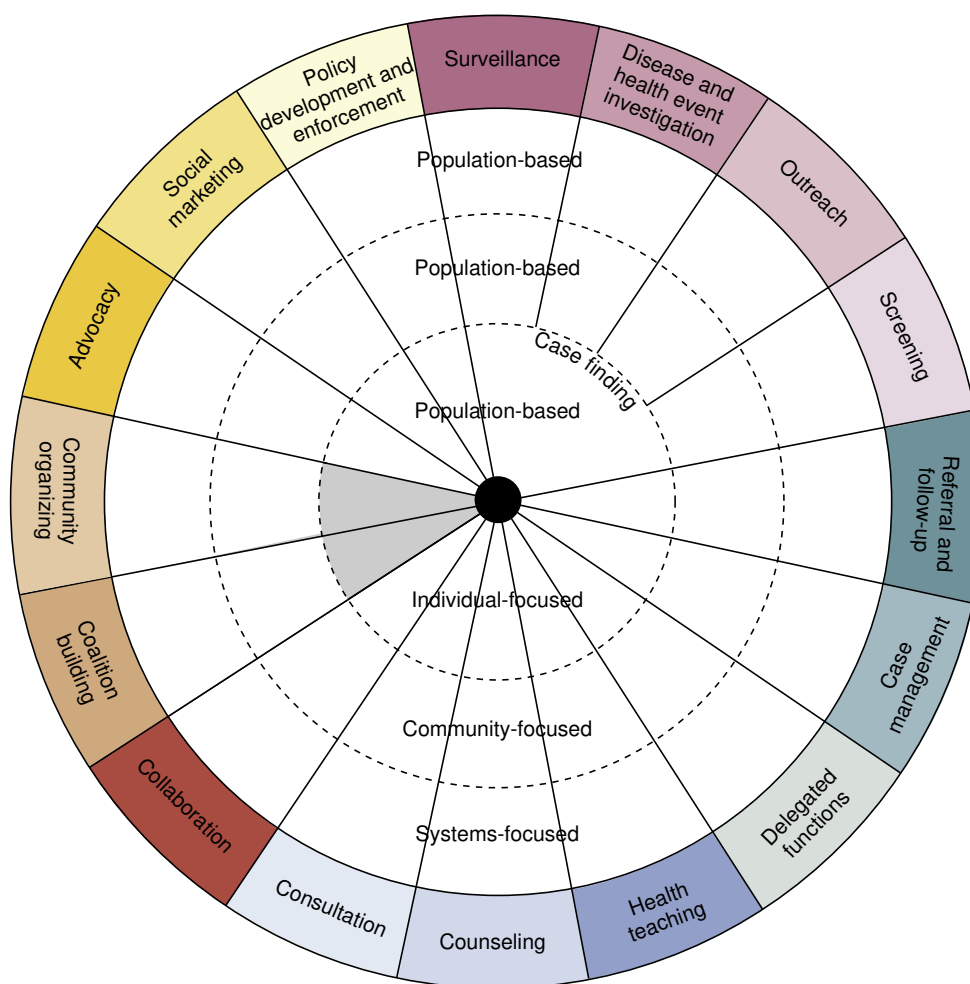 Surveillance
Disease and
health event
investigation
Outreach
Screening
Referral and
follow-up
Case
management
Delegated
functions
Health
teaching
Counseling
Consultation
Collaboration
Coalition
building
Community
organizing
Advocacy
Social
marketing
Policy
development and
enforcement
Population-based
Population-based
Case finding
Population-based
Individual-focused
Community-focused
Systems-focused